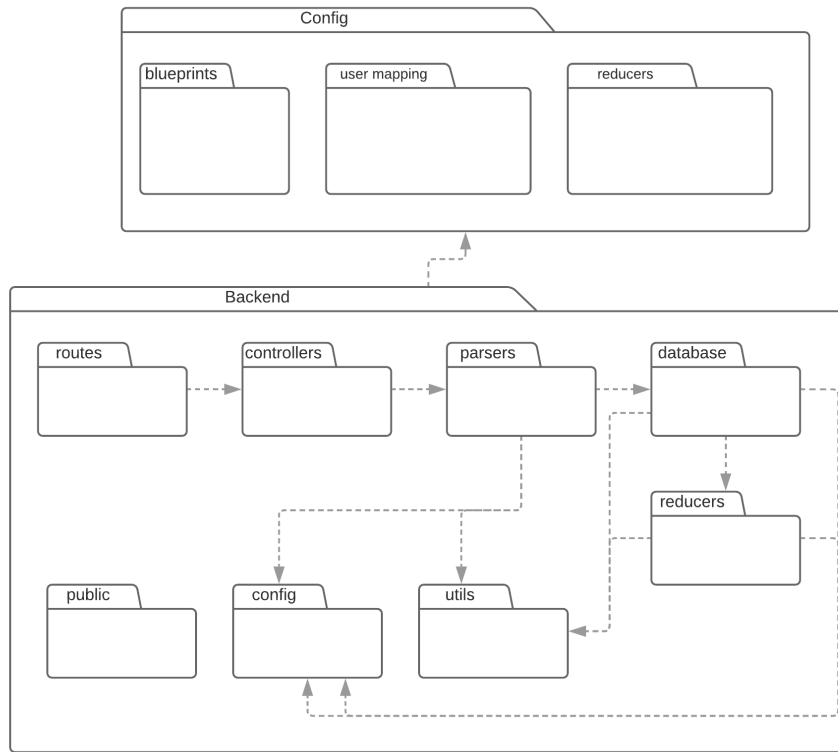 Config
blueprints
user mapping
reducers
Backend
routes
controllers
parsers
database
reducers
public
config
utils